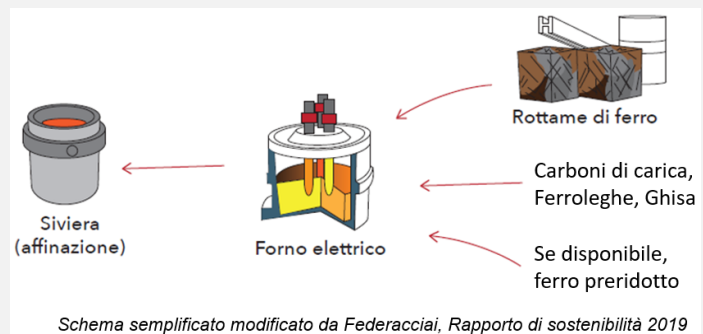 Rottame di ferro
Carboni di carica,
Ferroleghe, Ghisa
Siviera
(affinazione)
Forno elettrico
Se disponibile,
ferro preridotto
Schema semplificato modificato da Federacciai, Rapporto di sostenibilità 2019